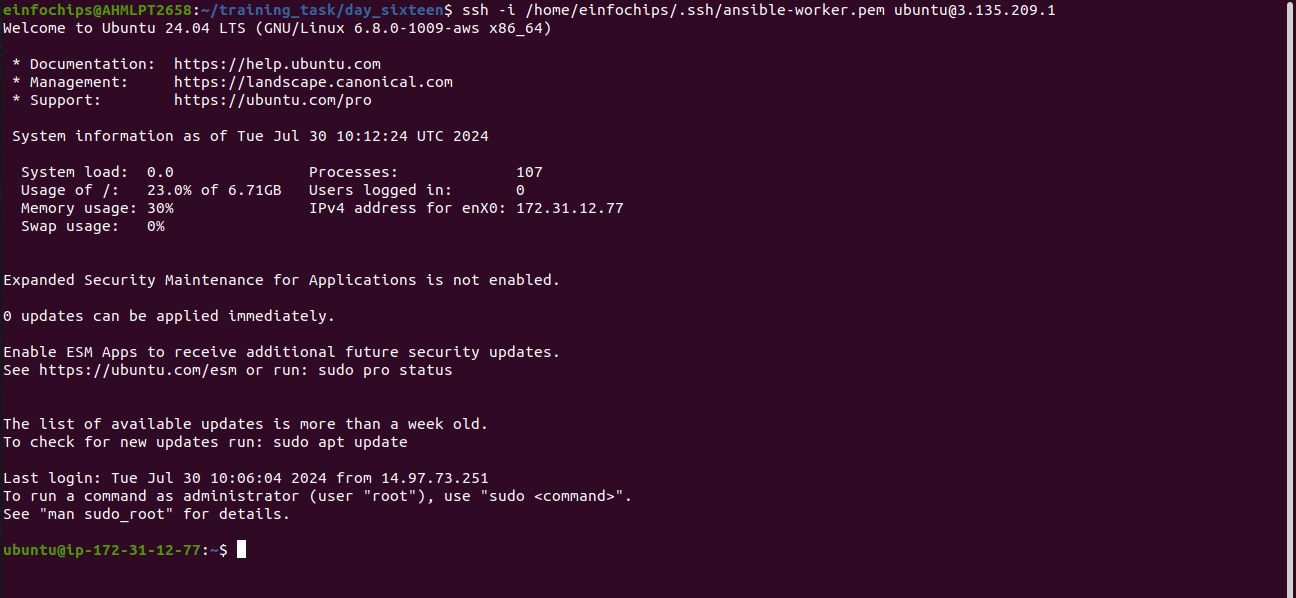 einfochips@AHMLPT2658:~/training_task/day_sixteen$ ssh -i /home/einfochips/.ssh/ansible-worker.pem ubuntu@3.135.209.1
Welcome to Ubuntu 24.04 LTS (GNU/Linux 6.8.0-1009-aws x86_64)
* Documentation:  https://help.ubuntu.com
* Management:     https://landscape.canonical.com
* Support:        https://ubuntu.com/pro
System information as of Tue Jul 30 10:12:24 UTC 2024
System load:  0.0               Processes:             107
Usage of /:   23.0% of 6.71GB   Users logged in:       0
Memory usage: 30%               IPv4 address for enX0: 172.31.12.77
Swap usage:   0%
Expanded Security Maintenance for Applications is not enabled.
0 updates can be applied immediately.
Enable ESM Apps to receive additional future security updates.
See https://ubuntu.com/esm or run: sudo pro status
The list of available updates is more than a week old.
To check for new updates run: sudo apt update
Last login: Tue Jul 30 10:06:04 2024 from 14.97.73.251
To run a command as administrator (user "root"), use "sudo <command>".
See "man sudo_root" for details.
ubuntu@ip-172-31-12-77:~$